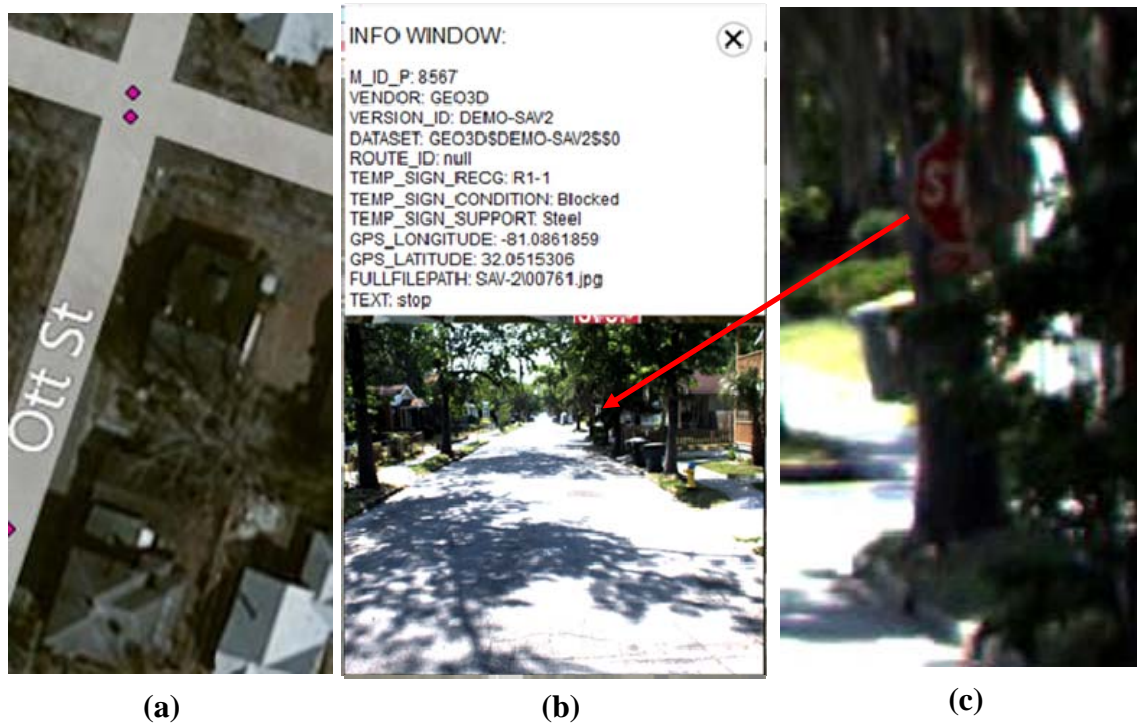 Ott St
INFO WINDOW:
M_ID_P: 8567
VENDOR: GEO3D
VERSION_ID: DEMO-SAV2
DATASET: GEO3D$DEMO-SAV2$$0
ROUTE_ID: null
TEMP_SIGN_RECG: R1-1
TEMP_SIGN_CONDITION: Blocked
TEMP_SIGN_SUPPORT: Steel
GPS_LONGITUDE: -81.0861859
GPS_LATITUDE: 32.0515306
FULLFILEPATH: SAV-2\00761.jpg
TEXT: stop
ST
(a)
(b)
(c)